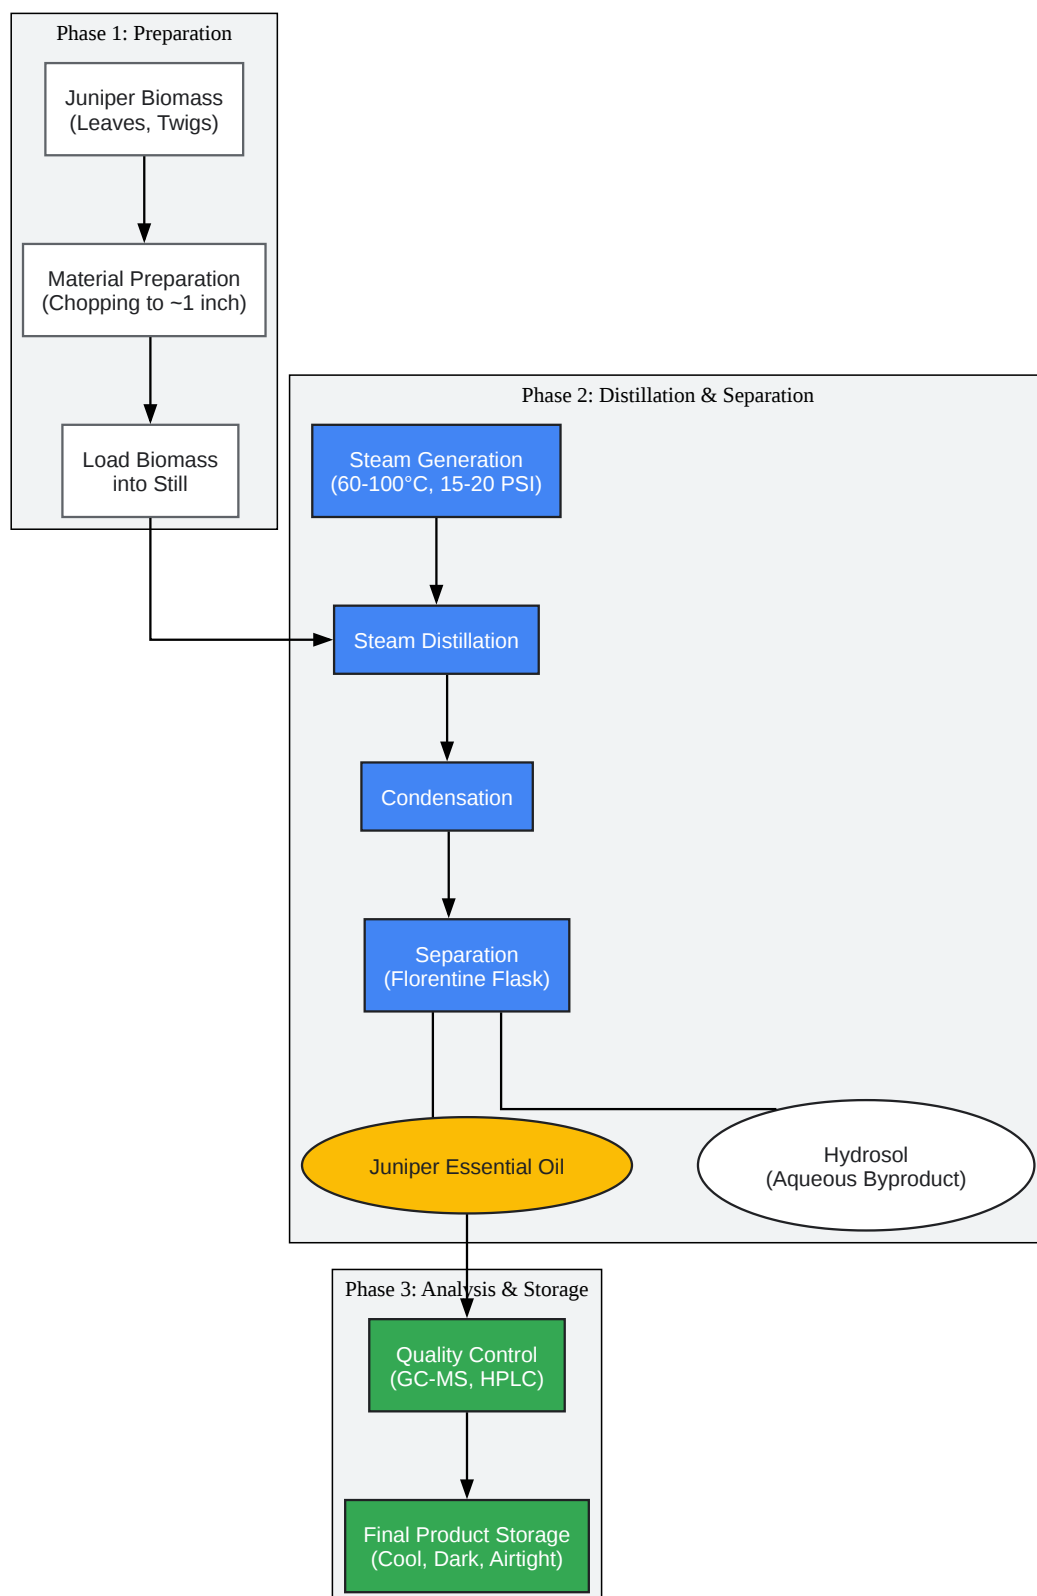 Phase 1: Preparation
Juniper Biomass
(Leaves, Twigs)
Material Preparation
(Chopping to ~1 inch)
Load Biomass
into Still
Phase 2: Distillation & Separation
Steam Generation
(60-100°C, 15-20 PSI)
Steam Distillation
Condensation
Separation
(Florentine Flask)
Juniper Essential Oil
Hydrosol
(Aqueous Byproduct)
Phase 3: Analysis & Storage
Quality Control
(GC-MS, HPLC)
Final Product Storage
(Cool, Dark, Airtight)